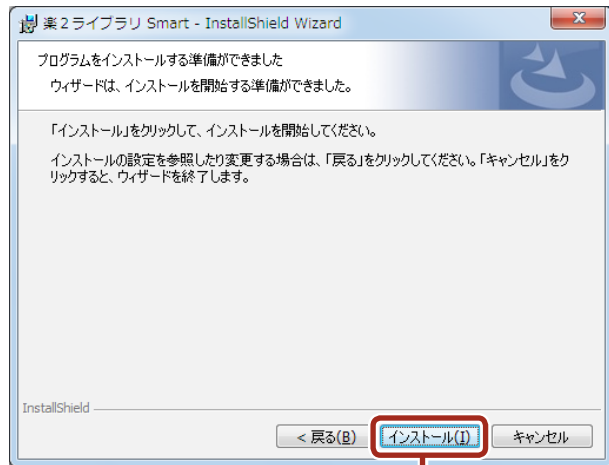 楽2ライブラリ Smart - InstallShield Wizard
プログラムをインストールする準備ができました
ウィザードは、インストールを開始する準備ができました。
「インストール」をクリックして、インストールを開始してください。
インストールの設定を参照したり変更する場合は、「戻る」をクリックしてください。「キャンセル」をク
リックすると、ウィザードを終了します。
InstallShield
< 戻る(B) インストール(I) キャンセル